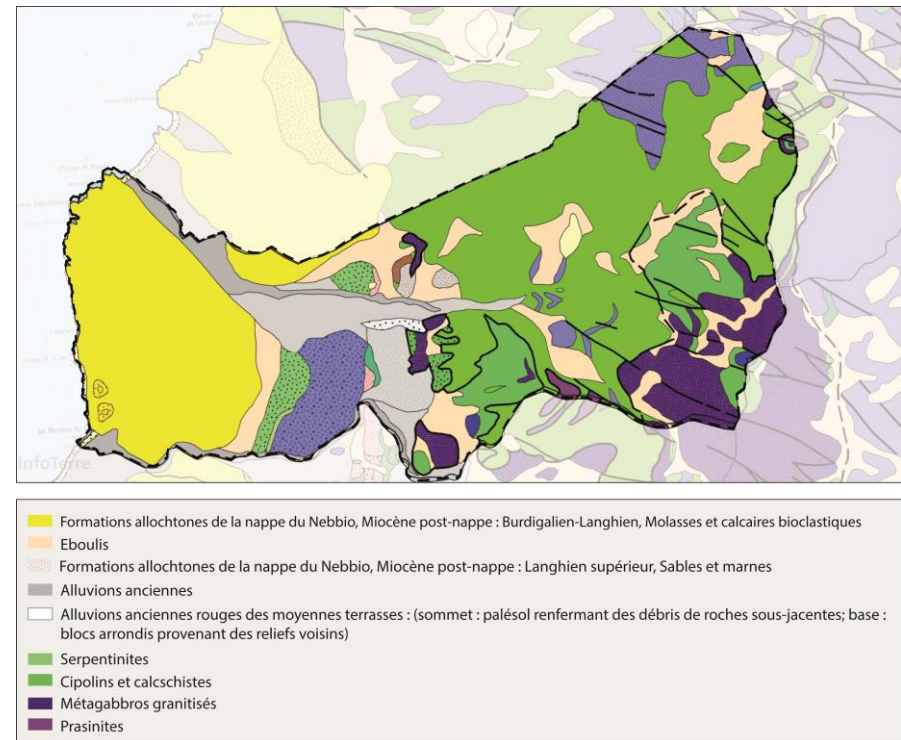 InfoTerre
Formations allochtones de la nappe du Nebbio, Miocène post-nappe : Burdigalien-Langhien, Molasses et calcaires bioclastiques
Eboulis
Formations allochtones de la nappe du Nebbio, Miocène post-nappe : Langhien supérieur, Sables et marnes
Alluvions anciennes
Alluvions anciennes rouges des moyennes terrasses : (sommet : palésol renfermant des débris de roches sous-jacentes; base :
blocs arrondis provenant des reliefs voisins)
Serpentinites
Cipolins et calcschistes
Métagabbros granitisés
Prasinites